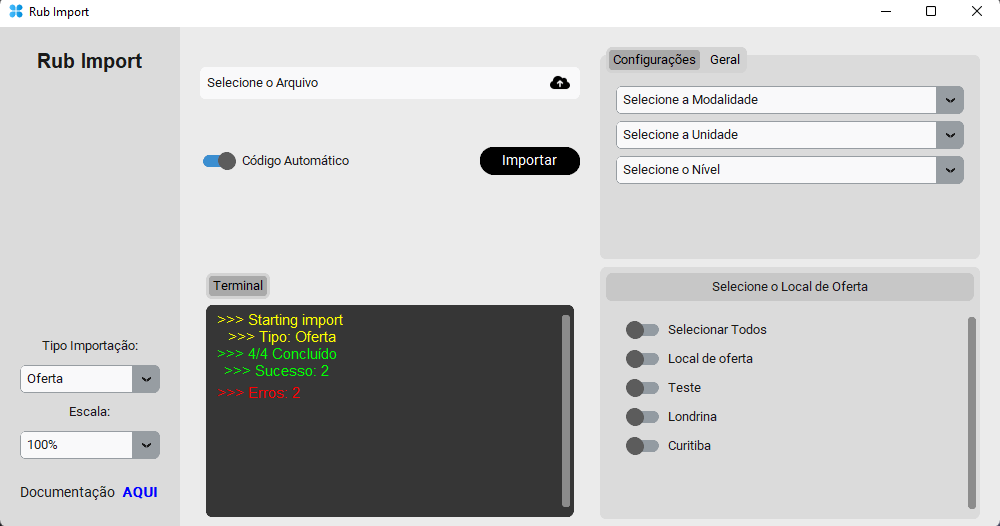 Rub Import
Rub Import
Tipo Importação:
Oferta
Escala:
100%
Documentação AQUI
Selecione o Arquivo
Código Automático
Importar
Terminal
>>> Starting import
>>> Tipo: Oferta
>>> 4/4 Concluído
>>> Sucesso: 2
>>> Erros: 2
Configurações Geral
Selecione a Modalidade
Selecione a Unidade
Selecione o Nível
Selecione o Local de Oferta
Selecionar Todos
Local de oferta
Teste
Londrina
Curitiba